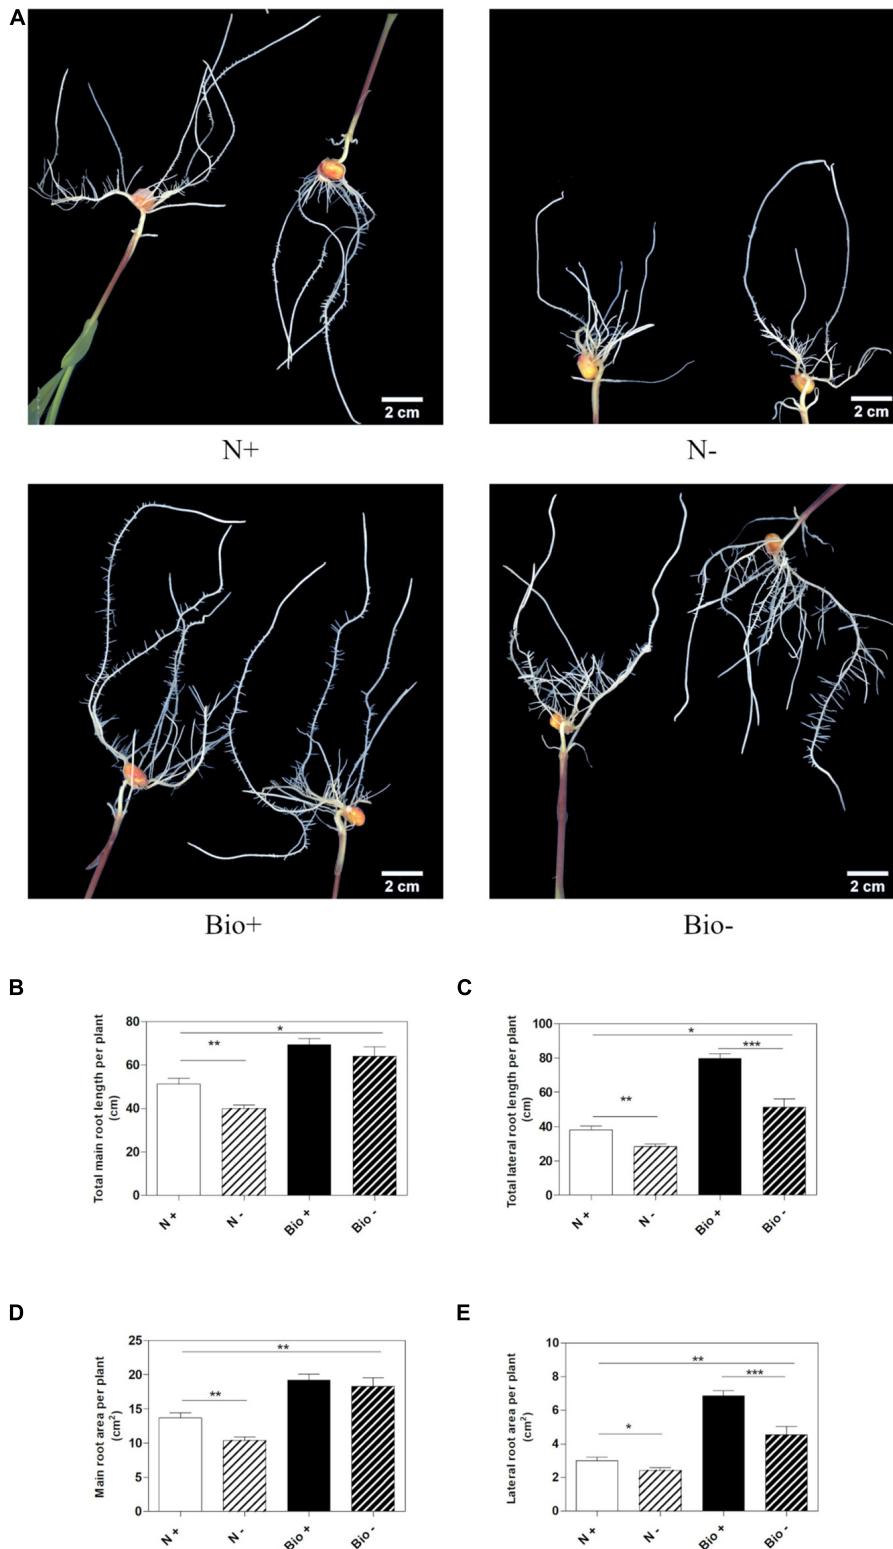 A
2 cm
2 cm
N+
N-
2 cm
2 cm
Bio+
Bio-
B
C
Total main root length per plant
(cm)
80
60
40
20
0
*
**
N +
N -
Bio +
Bio -
Total lateral root length per plant
(cm)
100
80
60
40
20
0
*
***
**
N +
N -
Bio +
Bio -
D
E
Main root area per plant
(cm²)
25
20
15
10
5
0
**
**
N +
N -
Bio +
Bio -
Lateral root area per plant
(cm²)
10
8
6
4
2
0
**
***
*
N +
N -
Bio +
Bio -